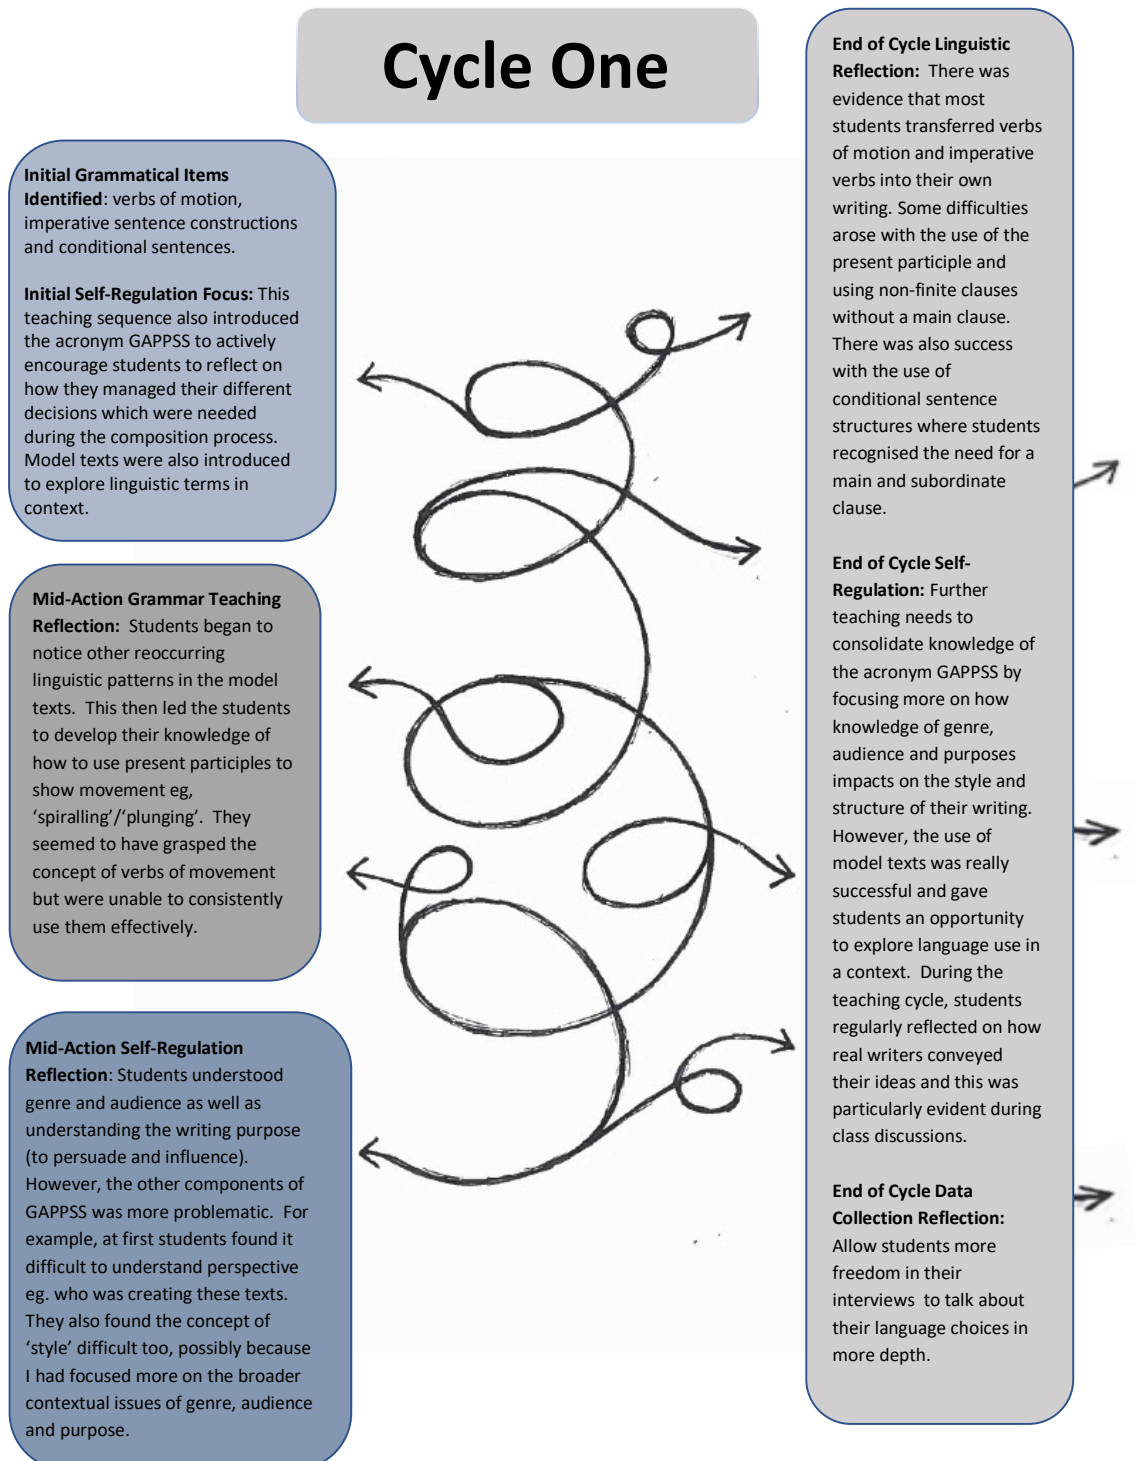 Cycle One
Initial Grammatical Items
Identified: verbs of motion,
imperative sentence constructions
and conditional sentences.
Initial Self-Regulation Focus: This
teaching sequence also introduced
the acronym GAPPSS to actively
encourage students to reflect on
how they managed their different
decisions which were needed
during the composition process.
Model texts were also introduced
to explore linguistic terms in
context.
Mid-Action Grammar Teaching
Reflection: Students began to
notice other reoccurring
linguistic patterns in the model
texts. This then led the students
to develop their knowledge of
how to use present participles to
show movement eg,
‘spiralling’/‘plunging’. They
seemed to have grasped the
concept of verbs of movement
but were unable to consistently
use them effectively.
Mid-Action Self-Regulation
Reflection: Students understood
genre and audience as well as
understanding the writing purpose
(to persuade and influence).
However, the other components of
GAPPSS was more problematic. For
example, at first students found it
difficult to understand perspective
eg. who was creating these texts.
They also found the concept of
‘style’ difficult too, possibly because
I had focused more on the broader
contextual issues of genre, audience
and purpose.
End of Cycle Linguistic
Reflection: There was
evidence that most
students transferred verbs
of motion and imperative
verbs into their own
writing. Some difficulties
arose with the use of the
present participle and
using non-finite clauses
without a main clause.
There was also success
with the use of
conditional sentence
structures where students
recognised the need for a
main and subordinate
clause.
End of Cycle Self-
Regulation: Further
teaching needs to
consolidate knowledge of
the acronym GAPPSS by
focusing more on how
knowledge of genre,
audience and purposes
impacts on the style and
structure of their writing.
However, the use of
model texts was really
successful and gave
students an opportunity
to explore language use in
a context. During the
teaching cycle, students
regularly reflected on how
real writers conveyed
their ideas and this was
particularly evident during
class discussions.
End of Cycle Data
Collection Reflection:
Allow students more
freedom in their
interviews to talk about
their language choices in
more depth.